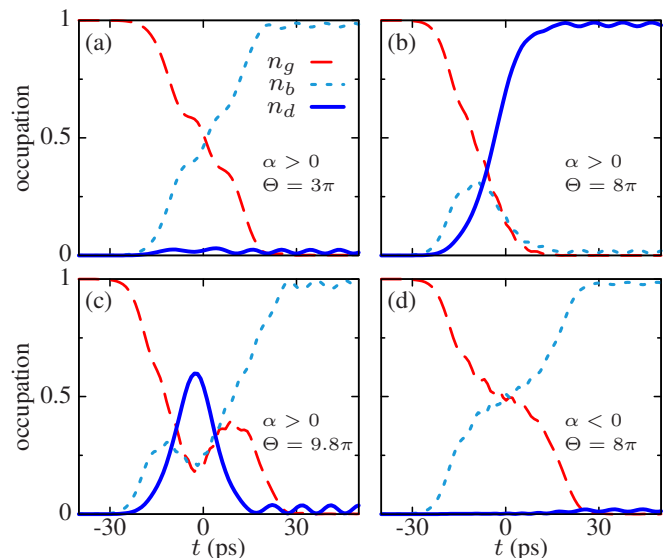 1
0.5
0
occupation
(a)
n_g
n_b
n_d
α > 0
Θ = 3π
(b)
α > 0
Θ = 8π
1
0.5
0
occupation
(c)
α > 0
Θ = 9.8π
(d)
α < 0
Θ = 8π
-30 0 30
t (ps)
-30 0 30
t (ps)